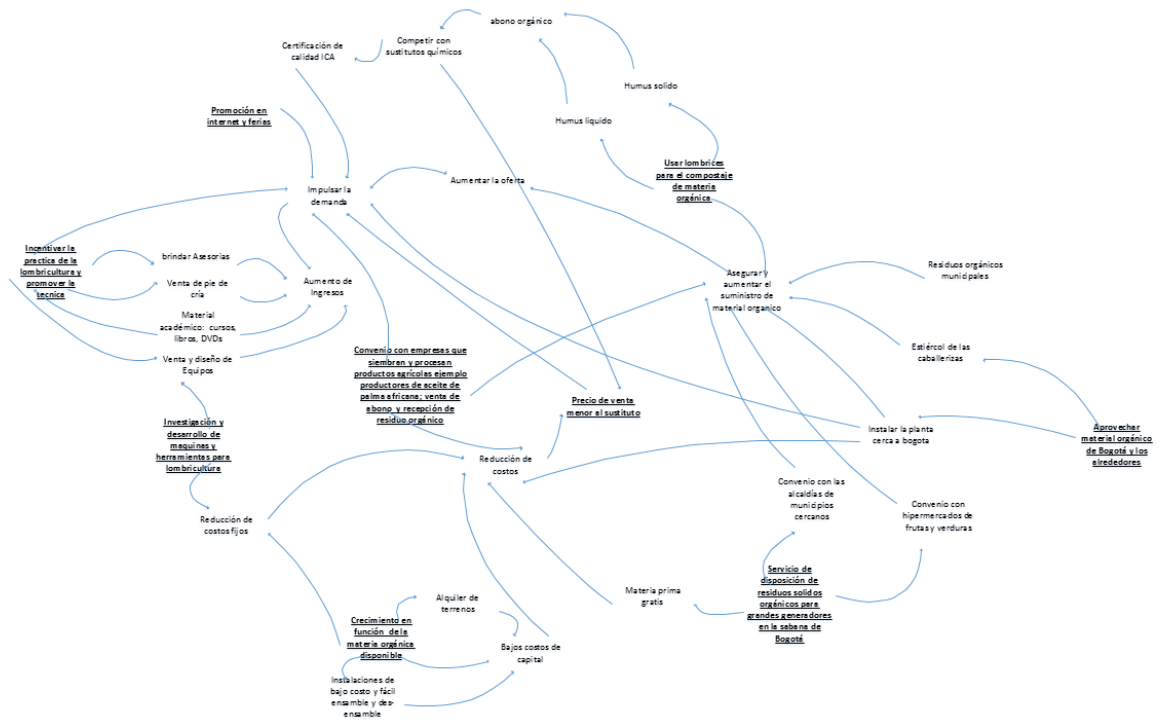 abono orgánico
Competir con
sustitutos químicos
Certificación de
calidad ICA
Humus solido
Humus líquido
Promoción en
internet y ferias
Usar lombrices
para el compostaje
de materia
orgánica
Aumentar la oferta
Impulsar la
demanda
Incentivar la
practica de la
lombricultura y
promover la
tecnica
brindar Asesorias
Venta de pie de
cría
Aumento de
Ingresos
Material
académico: cursos,
libros, DVDs
Venta y diseño de
Equipos
Asegurar y
aumentar el
suministro de
material organico
Residuos orgánicos
municipales
Estiércol de las
caballerizas
Convenio con empresas que
siembran y procesan
productos agrícolas ejemplo
productores de aceite de
palma africana; venta de
abono y recepción de
residuo orgánico
Precio de venta
menor al sustituto
Instalar la planta
cerca a bogota
Aprovechar
material orgánico
de Bogotá y los
alrededores
Investigación y
desarrollo de
maquinas y
herramientas para
lombricultura
Reducción de
costos
Convenio con las
alcaldías de
municipios
cercanos
Convenio con
hipermercados de
frutas y verduras
Reducción de
costos fijos
Servicio de
disposición de
residuos solidos
orgánicos para
grandes generadores
en la sabana de
Bogotá
Materia prima
gratis
Alquiler de
terrenos
Crecimiento en
función de la
materia orgánica
disponible
Bajos costos de
capital
Instalaciones de
bajo costo y fácil
ensamble y des-
ensamble